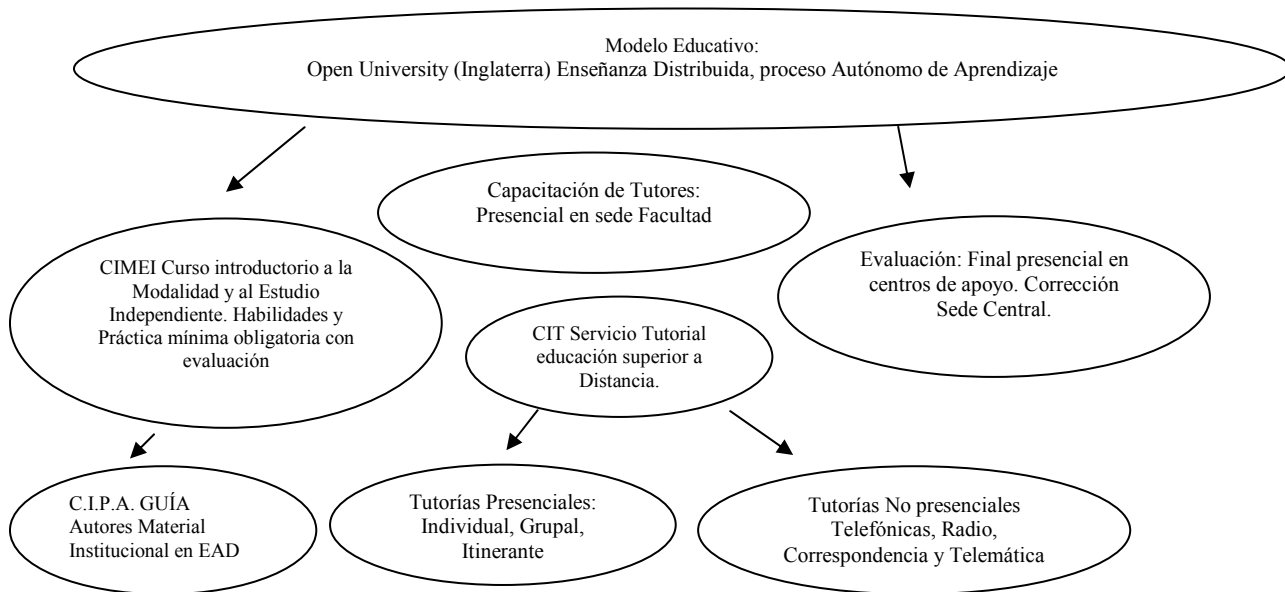 Modelo Educativo:
Open University (Inglaterra) Enseñanza Distribuida, proceso Autónomo de Aprendizaje
Capacitación de Tutores:
Presencial en sede Facultad
CIMEI Curso introductorio a la
Modalidad y al Estudio
Independiente. Habilidades y
Práctica mínima obligatoria con
evaluación
Evaluación: Final presencial en
centros de apoyo. Corrección
Sede Central.
CIT Servicio Tutorial
educación superior a
Distancia.
C.I.P.A. GUÍA
Autores Material
Institucional en EAD
Tutorías Presenciales:
Individual, Grupal,
Itinerante
Tutorías No presenciales
Telefónicas, Radio,
Correspondencia y Telemática